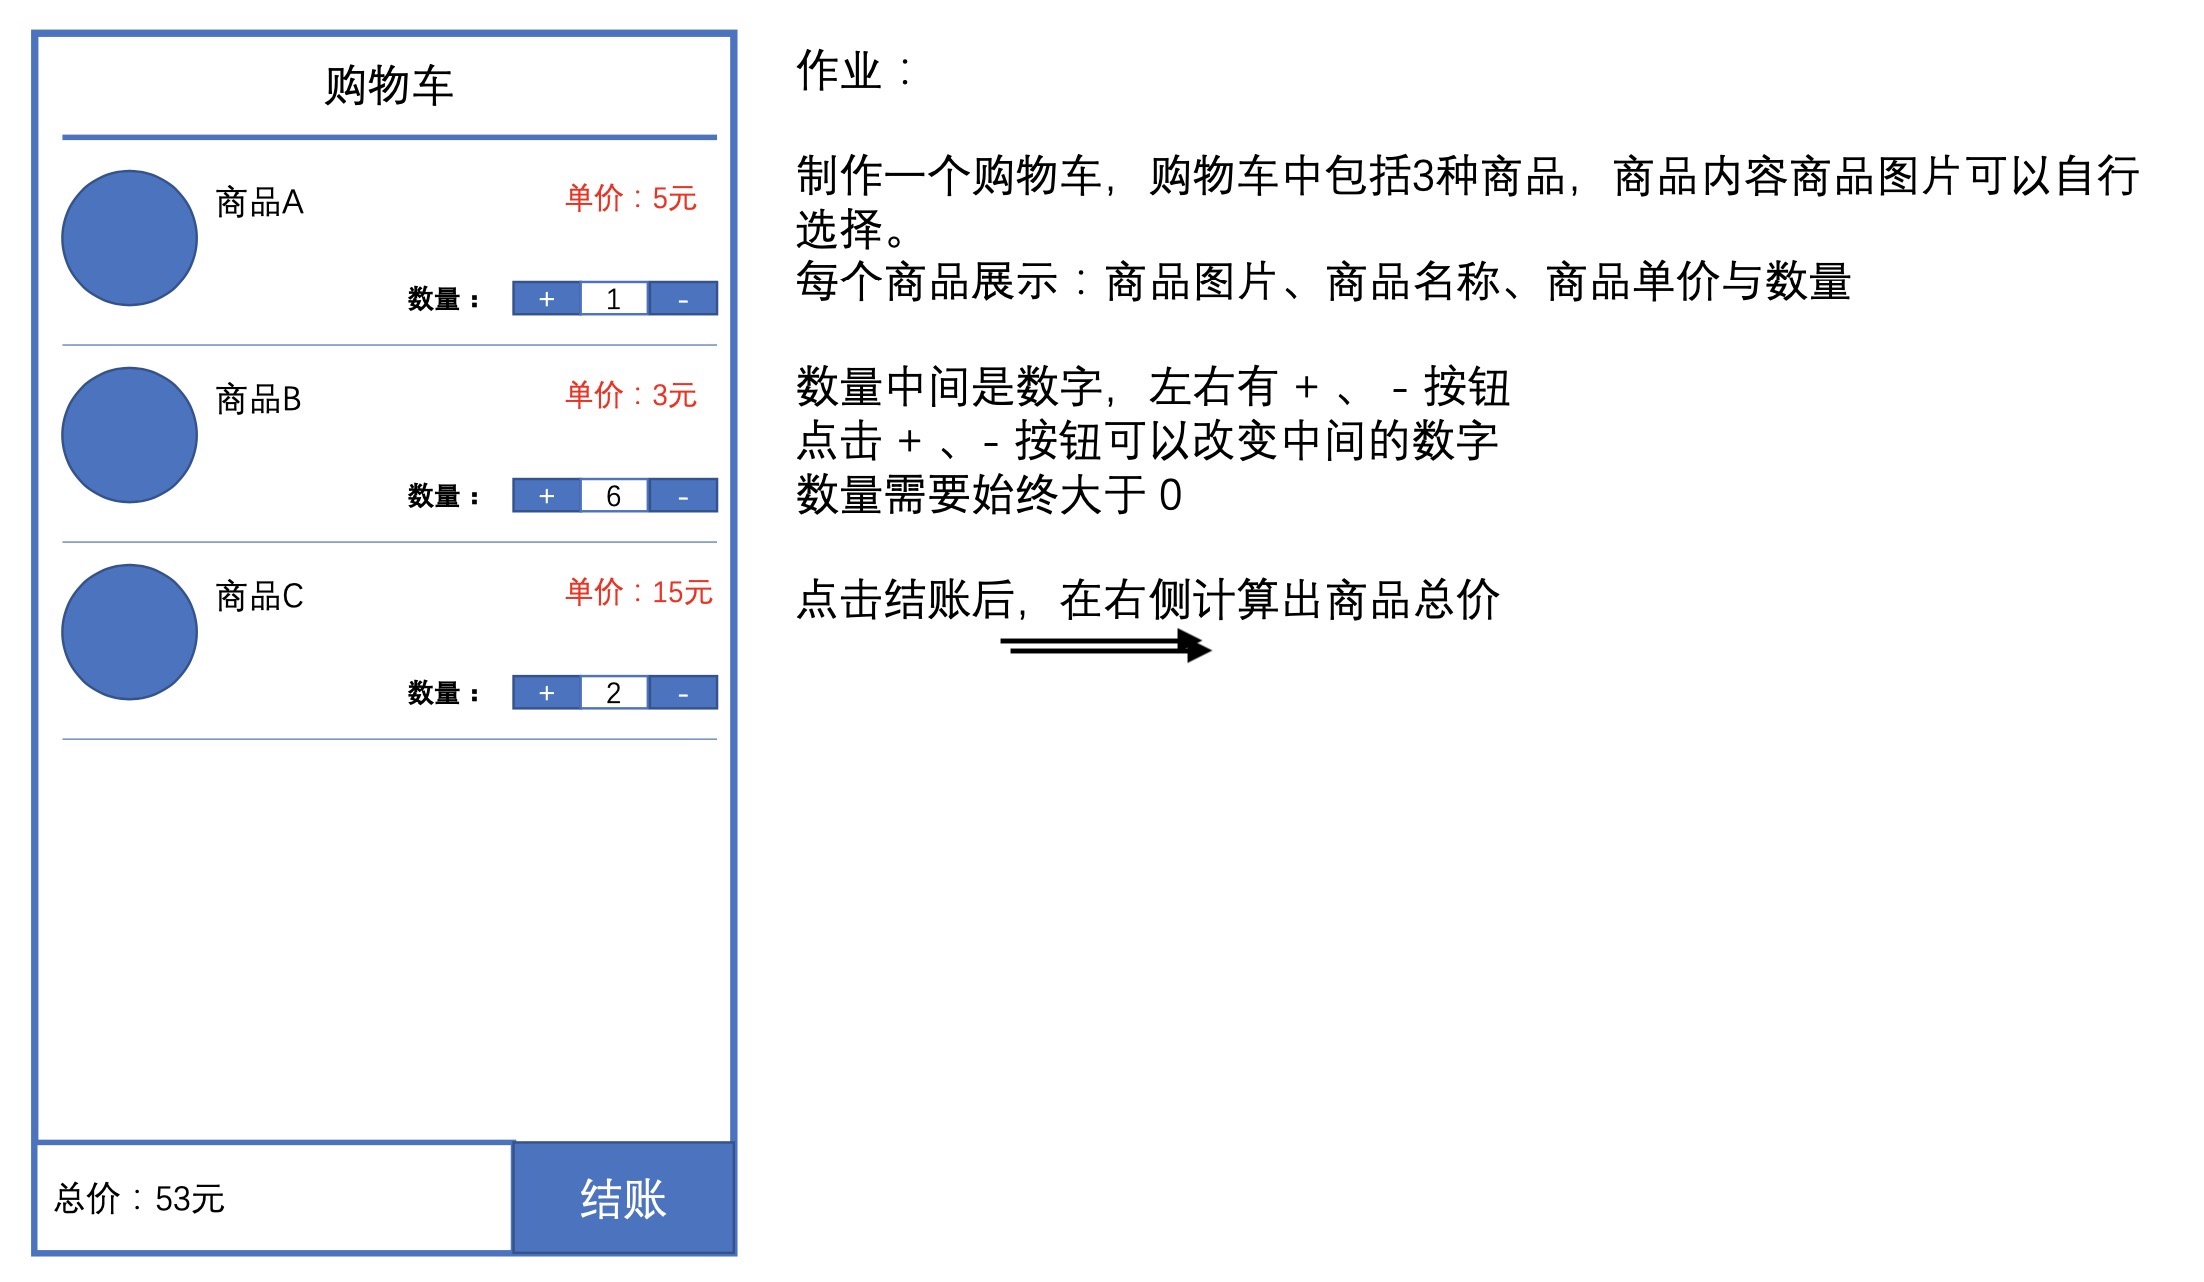 购物车
商品A
单价：5元
数量：
+ 1 -
商品B
单价：3元
数量：
+ 6 -
商品C
单价：15元
数量：
+ 2 -
总价：53元
结账
作业：
制作一个购物车，购物车中包括3种商品，商品内容商品图片可以自行
选择。
每个商品展示：商品图片、商品名称、商品单价与数量
数量中间是数字，左右有 + 、 - 按钮
点击 + 、- 按钮可以改变中间的数字
数量需要始终大于 0
点击结账后，在右侧计算出商品总价